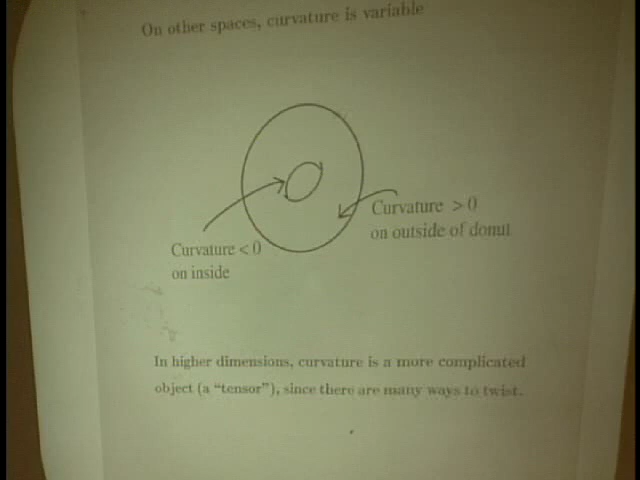 On other spaces, curvature is variable
Curvature > 0
on outside of donut
Curvature < 0
on inside
In higher dimensions, curvature is a more complicated
object (a “tensor”), since there are many ways to twist.